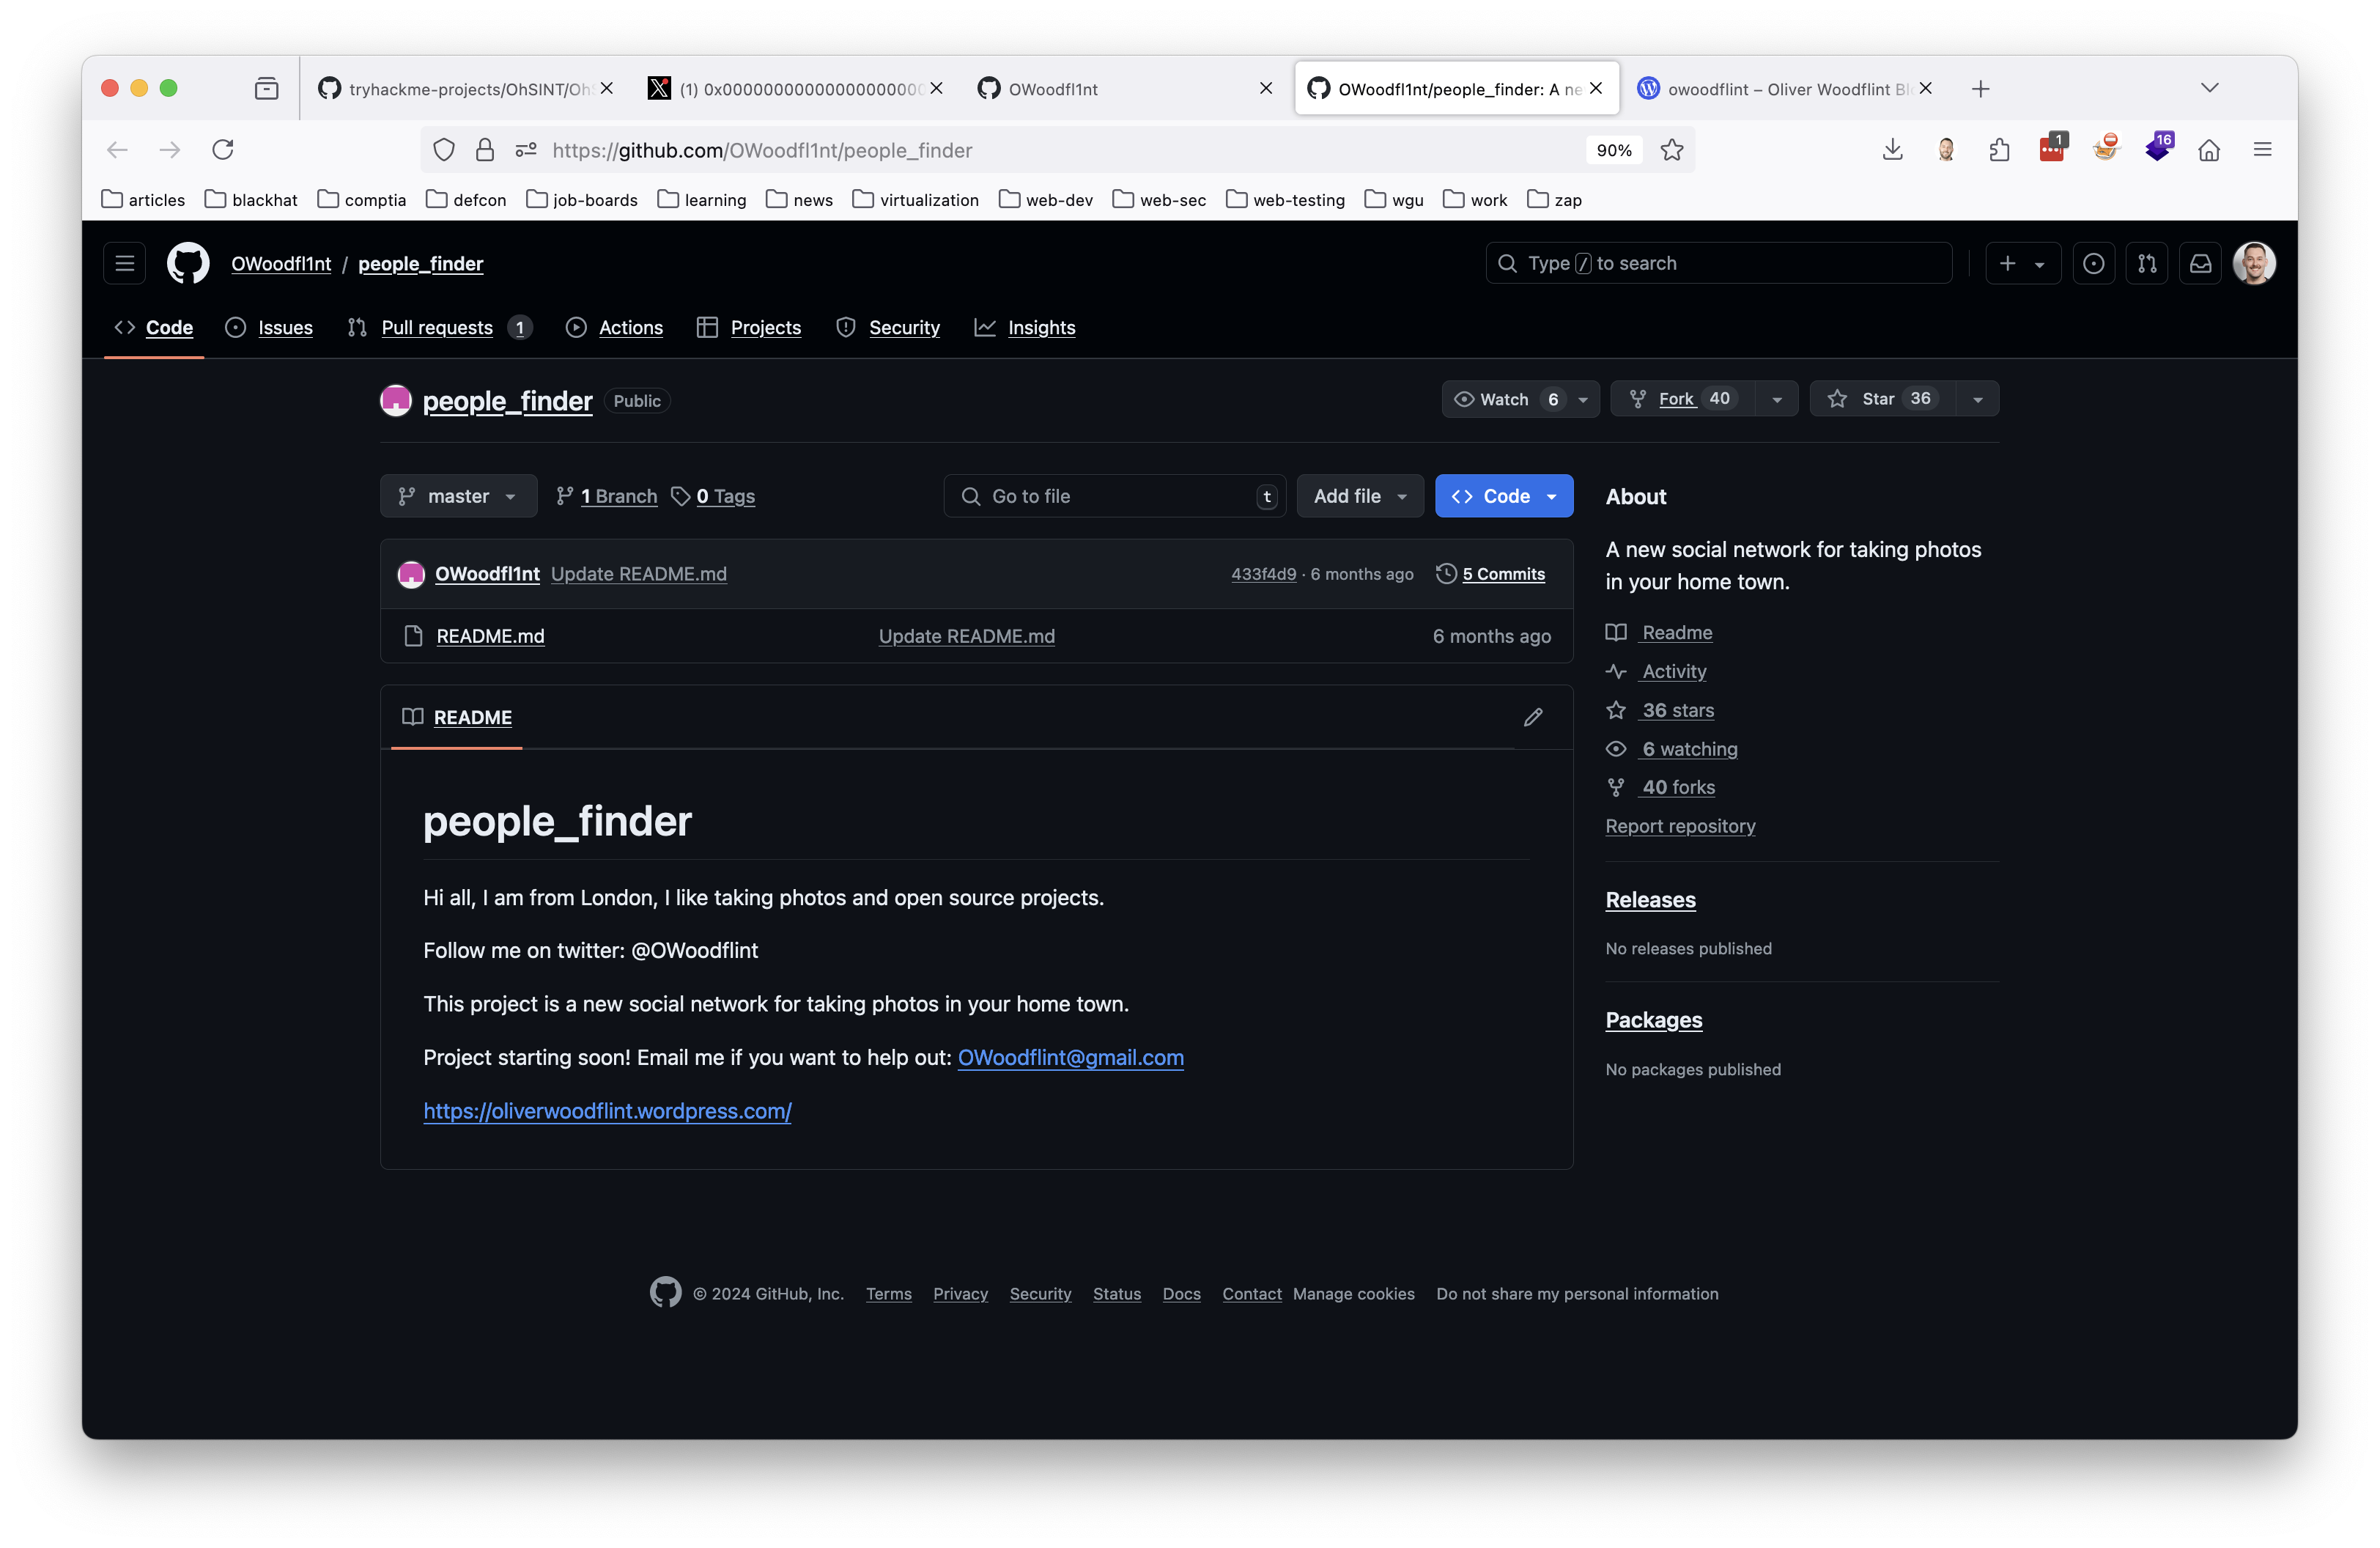 tryhackme-projects/OhSINT/Oh
(1) 0x0000000000000000000
OWoodfl1nt
OWoodfl1nt/people_finder: A ne
owoodflint – Oliver Woodflint Bl
https://github.com/OWoodfl1nt/people_finder
90%
1
16
articles
blackhat
comptia
defcon
job-boards
learning
news
virtualization
web-dev
web-sec
web-testing
wgu
work
zap
OWoodfl1nt / people_finder
Type / to search
Code
Issues
Pull requests 1
Actions
Projects
Security
Insights
people_finder Public
Watch 6
Fork 40
Star 36
master
1 Branch
0 Tags
Go to file t
Add file
Code
OWoodfl1nt Update README.md
433f4d9 · 6 months ago
5 Commits
README.md
Update README.md
6 months ago
README
people_finder
Hi all, I am from London, I like taking photos and open source projects.
Follow me on twitter: @OWoodflint
This project is a new social network for taking photos in your home town.
Project starting soon! Email me if you want to help out: OWoodflint@gmail.com
https://oliverwoodflint.wordpress.com/
About
A new social network for taking photos
in your home town.
Readme
Activity
36 stars
6 watching
40 forks
Report repository
Releases
No releases published
Packages
No packages published
© 2024 GitHub, Inc.
Terms
Privacy
Security
Status
Docs
Contact
Manage cookies
Do not share my personal information